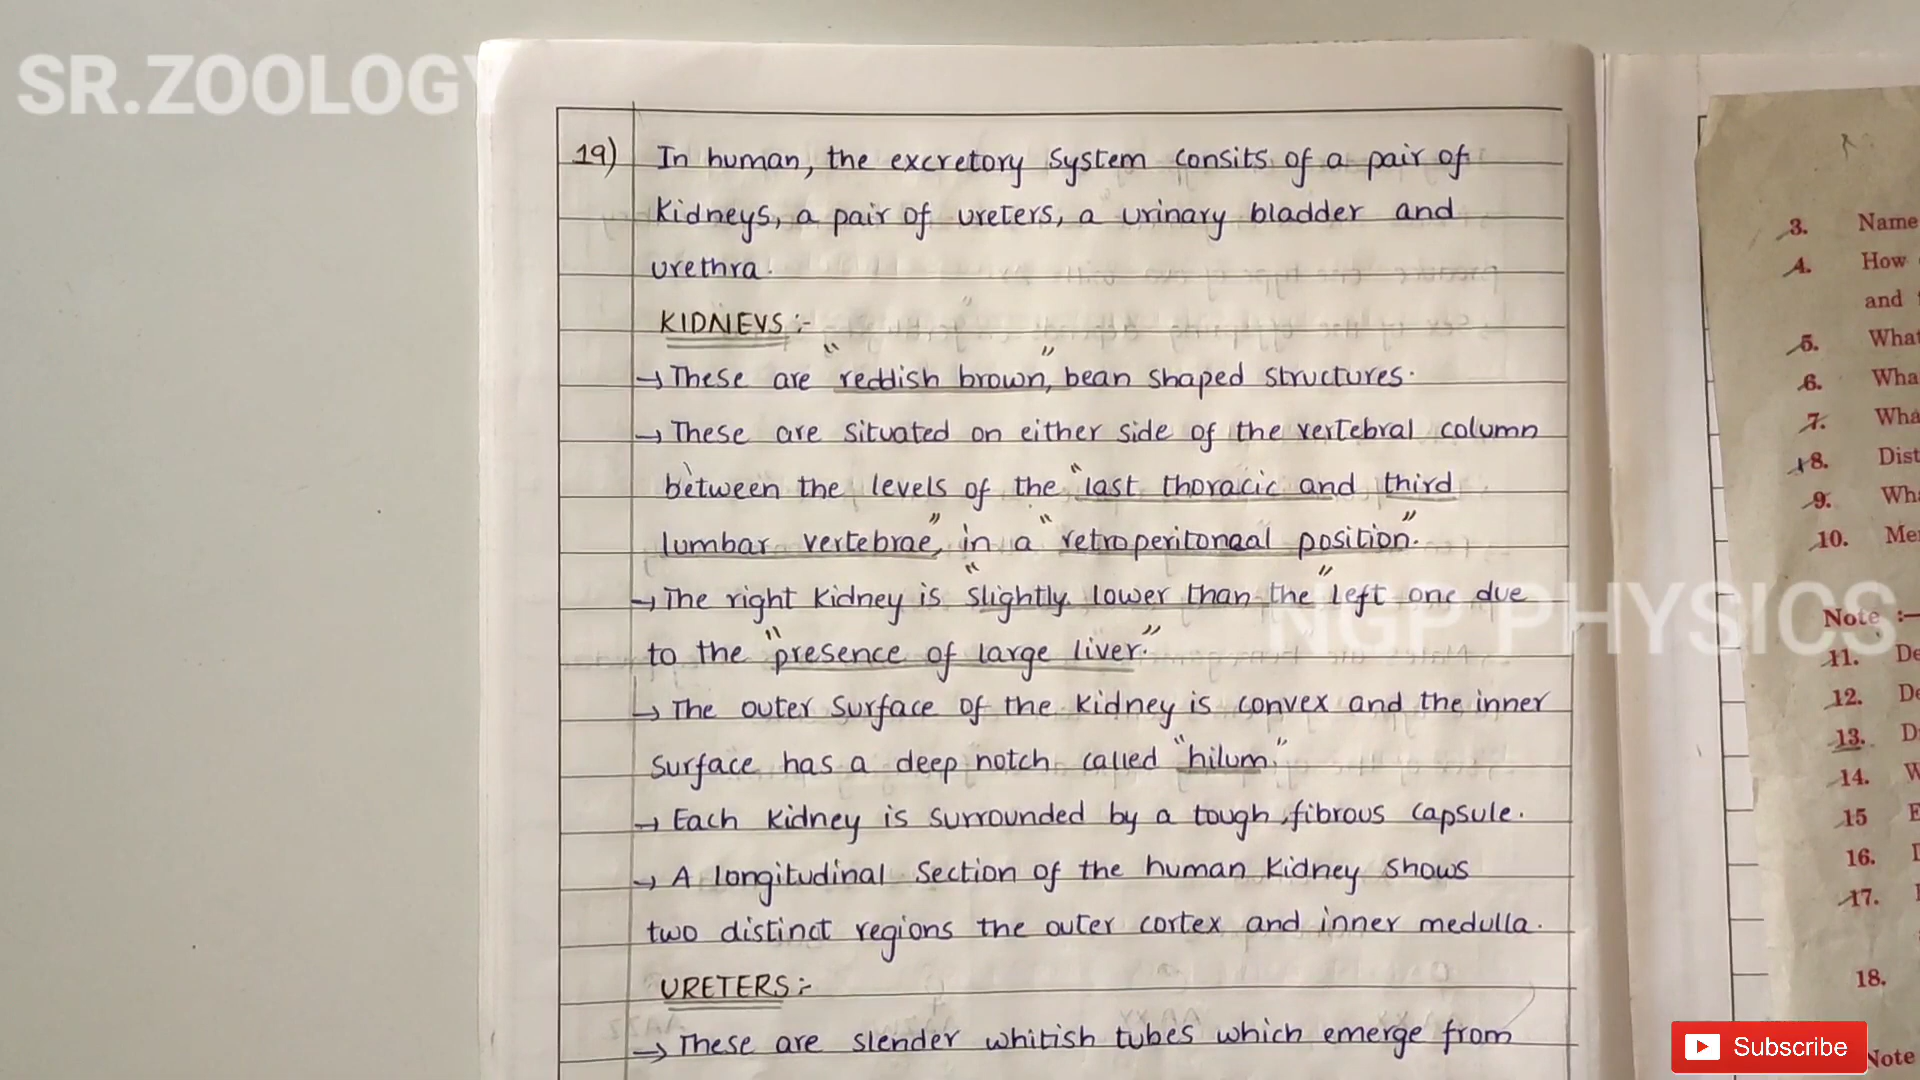 SR.ZOOLOGY
19) In human, the excretory system consits of a pair of
kidneys, a pair of ureters, a urinary bladder and
urethra.
KIDNEYS :-
→ These are "reddish brown," bean shaped structures.
→ These are situated on either side of the vertebral column
between the levels of the "last thoracic and third
lumbar vertebrae", in a "retroperitonaal position".
→ The right kidney is "slightly lower than the" left one due
to the "presence of large liver."
→ The outer surface of the kidney is convex and the inner
surface has a deep notch called "hilum."
→ Each kidney is surrounded by a tough, fibrous capsule.
→ A longitudinal section of the human kidney shows
two distinct regions the outer cortex and inner medulla.
URETERS :-
→ These are slender whitish tubes which emerge from
3. Name
4. How
and
5. What
6. Wha
7. Wha
8. Dist
9. Wha
10. Me
NGP PHYSICS
Note :-
11. De
12. De
13. D
14. W
15 E
16.
17.
18.
Note
Subscribe